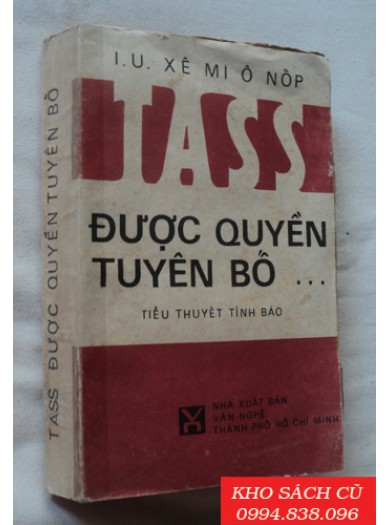 I.U. XÊ MI Ô NỐP
TASS
ĐƯỢC QUYỀN
TUYÊN BỐ ...
TIỂU THUYẾT TÌNH BÁO
NHÀ XUẤT BẢN
VĂN NGHỆ
THÀNH PHỐ HỒ CHÍ MINH
TASS ĐƯỢC QUYỀN TUYÊN BỐ
KHO SÁCH CŨ
0994.838.096